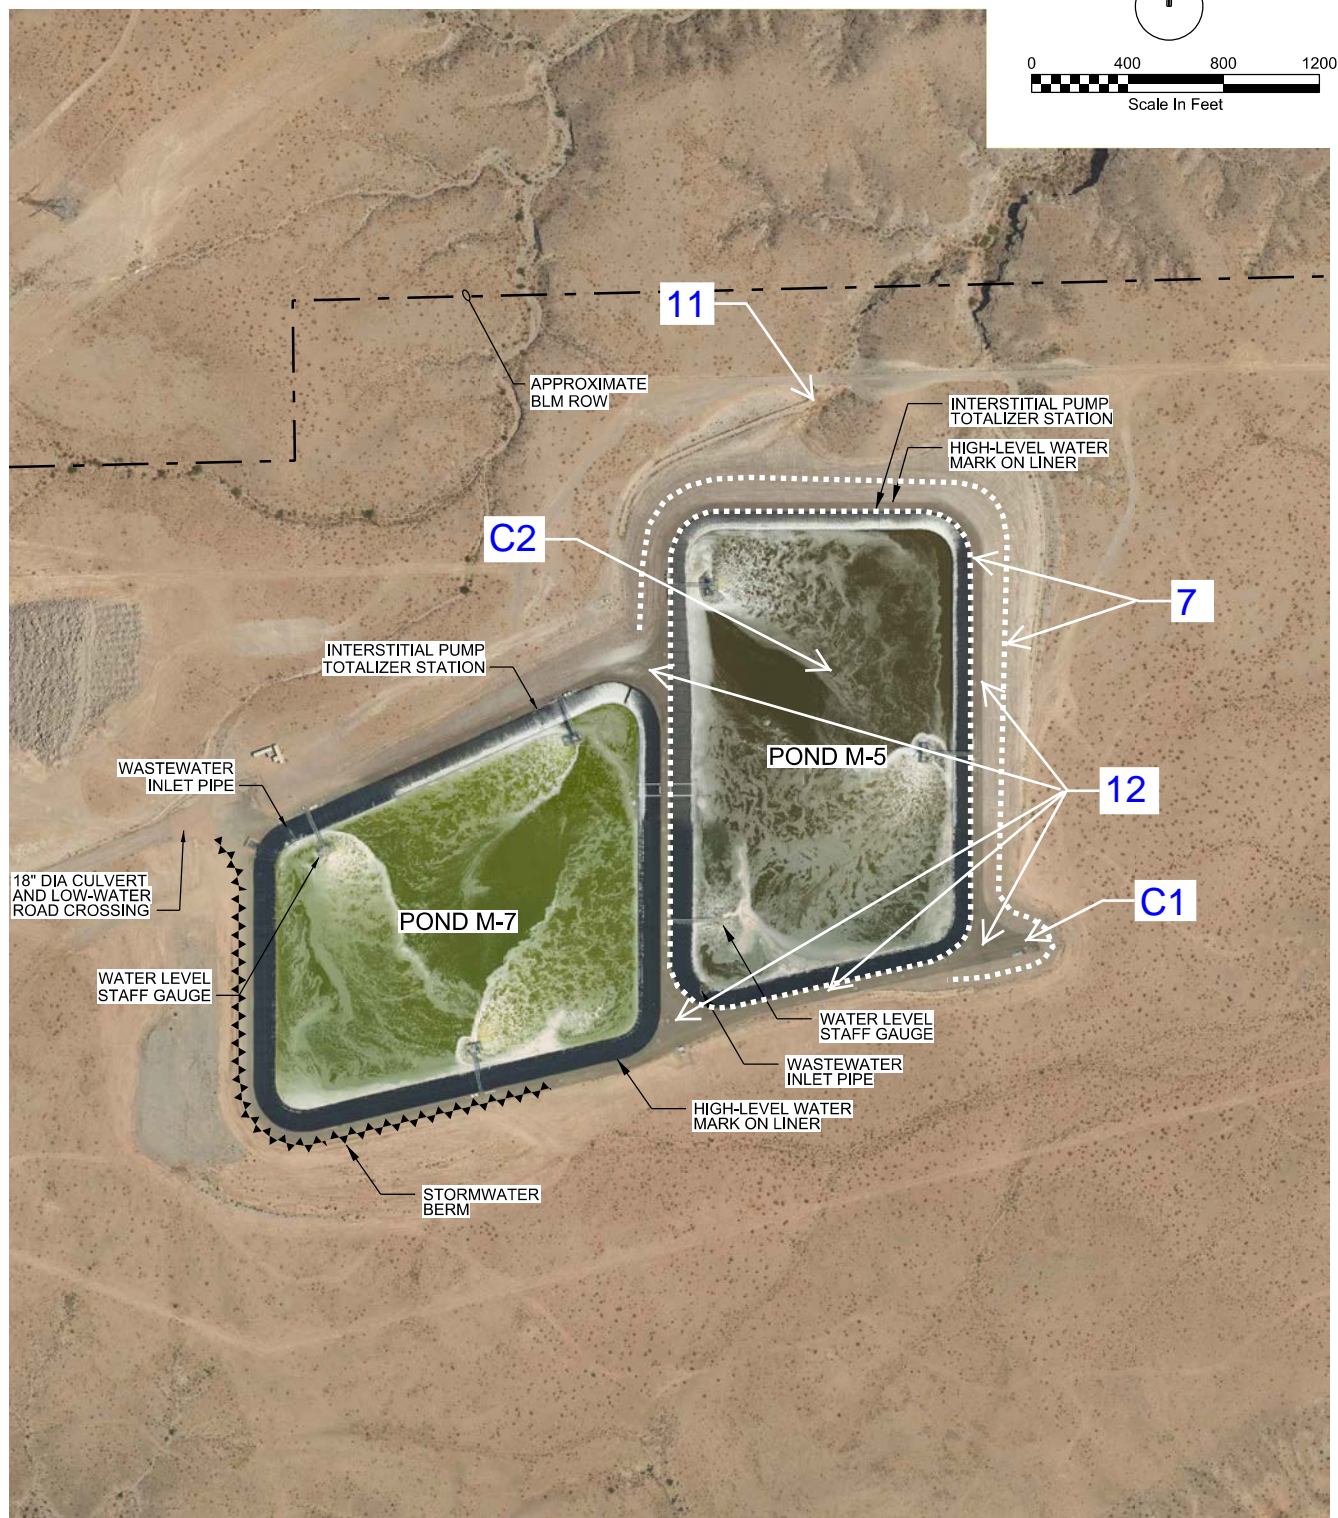 0 400 800 1200
Scale In Feet
11
APPROXIMATE
BLM ROW
INTERSTITIAL PUMP
TOTALIZER STATION
HIGH-LEVEL WATER
MARK ON LINER
C2
7
INTERSTITIAL PUMP
TOTALIZER STATION
POND M-5
WASTEWATER
INLET PIPE
12
18" DIA CULVERT
AND LOW-WATER
ROAD CROSSING
C1
POND M-7
WATER LEVEL
STAFF GAUGE
WATER LEVEL
STAFF GAUGE
WASTEWATER
INLET PIPE
HIGH-LEVEL WATER
MARK ON LINER
STORMWATER
BERM